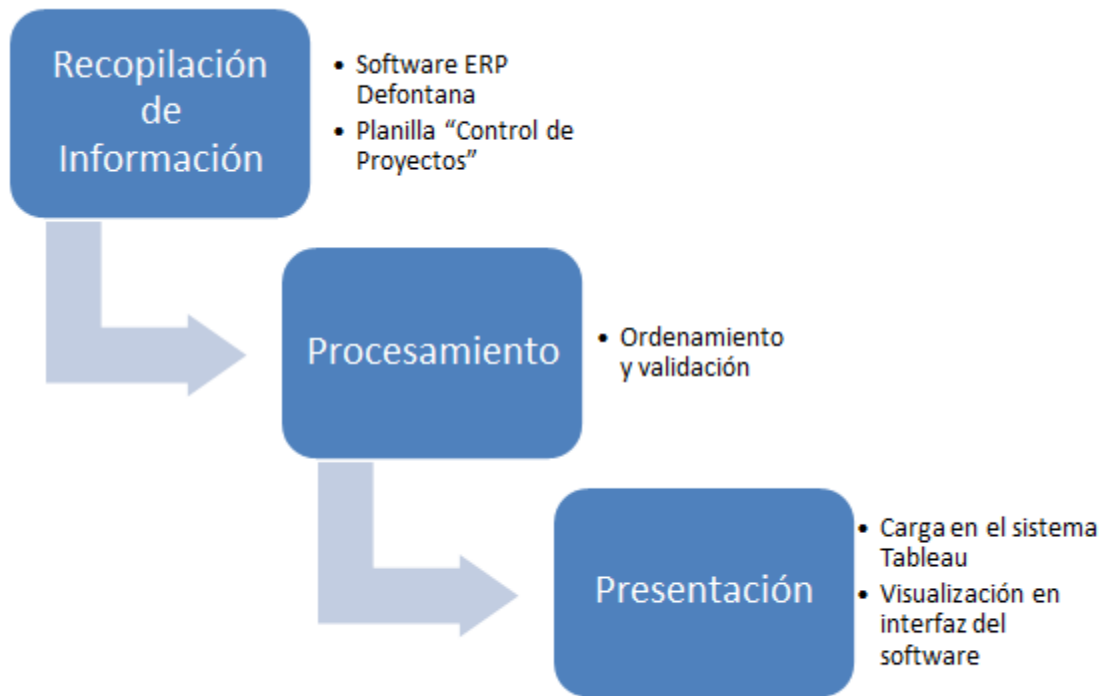 Recopilación
de
Información
• Software ERP
Defontana
• Planilla “Control de
Proyectos”
Procesamiento
• Ordenamiento
y validación
Presentación
• Carga en el sistema
Tableau
• Visualización en
interfaz del
software